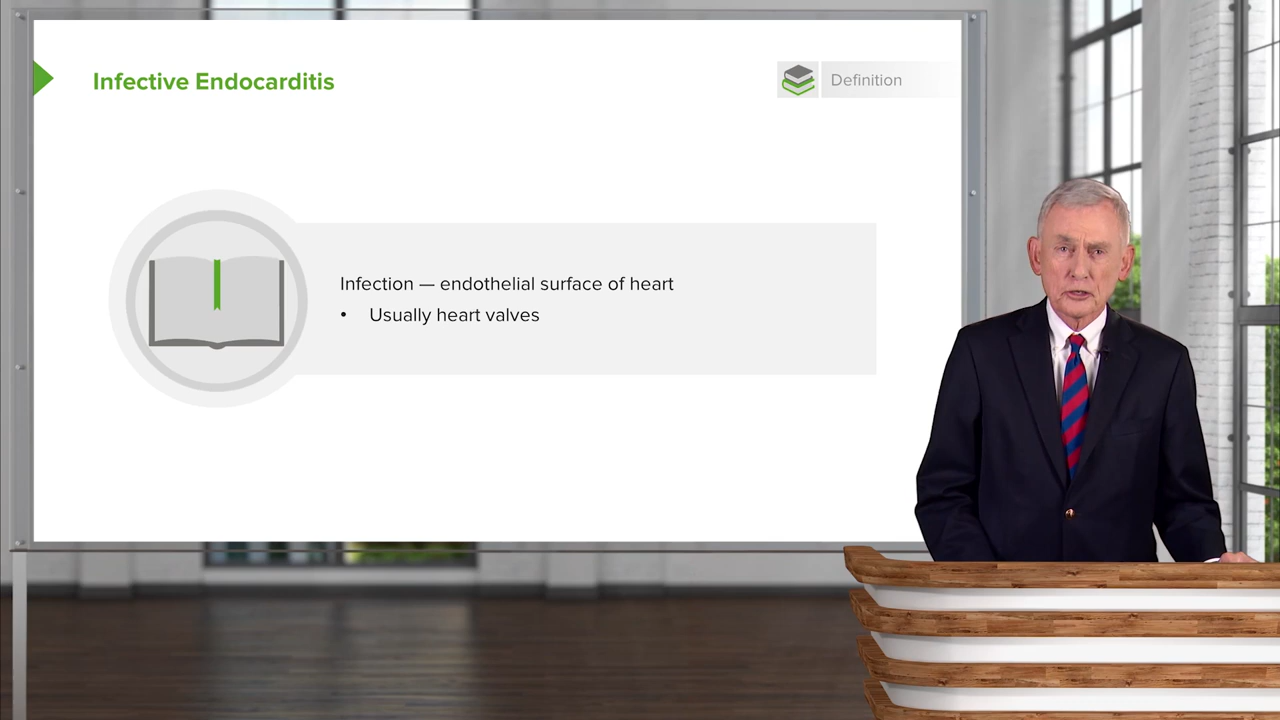 Infective Endocarditis
Definition
Infection — endothelial surface of heart
• Usually heart valves